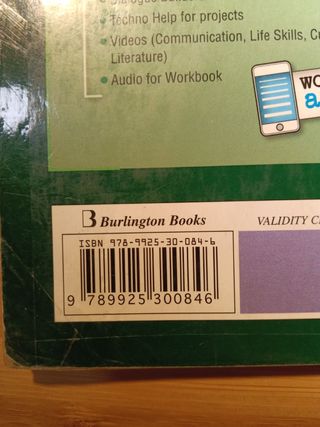 Techno Help for projects
Videos (Communication, Life Skills,
Literature)
Audio for Workbook
Burlington Books
VALIDITY
ISBN 978-9925-30-084-6
9 789925 300846